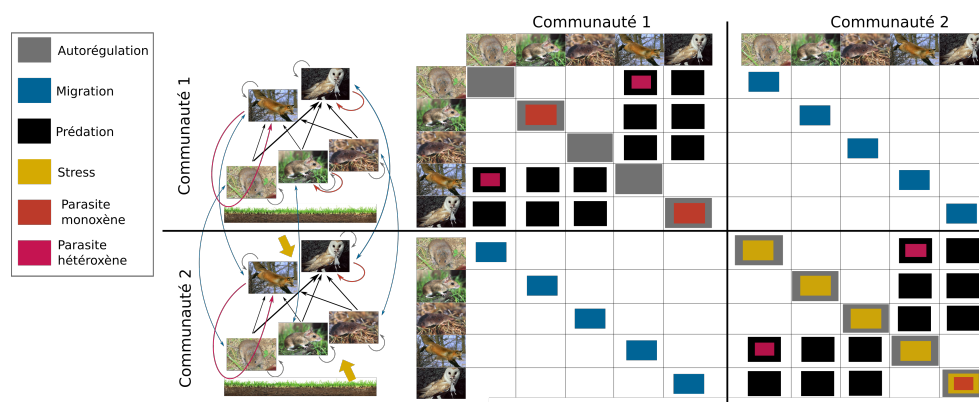 Communauté 1
Communauté 2
Autorégulation
Migration
Prédation
Stress
Parasite
monoxène
Parasite
hétéroxène
Communauté 1
Communauté 2